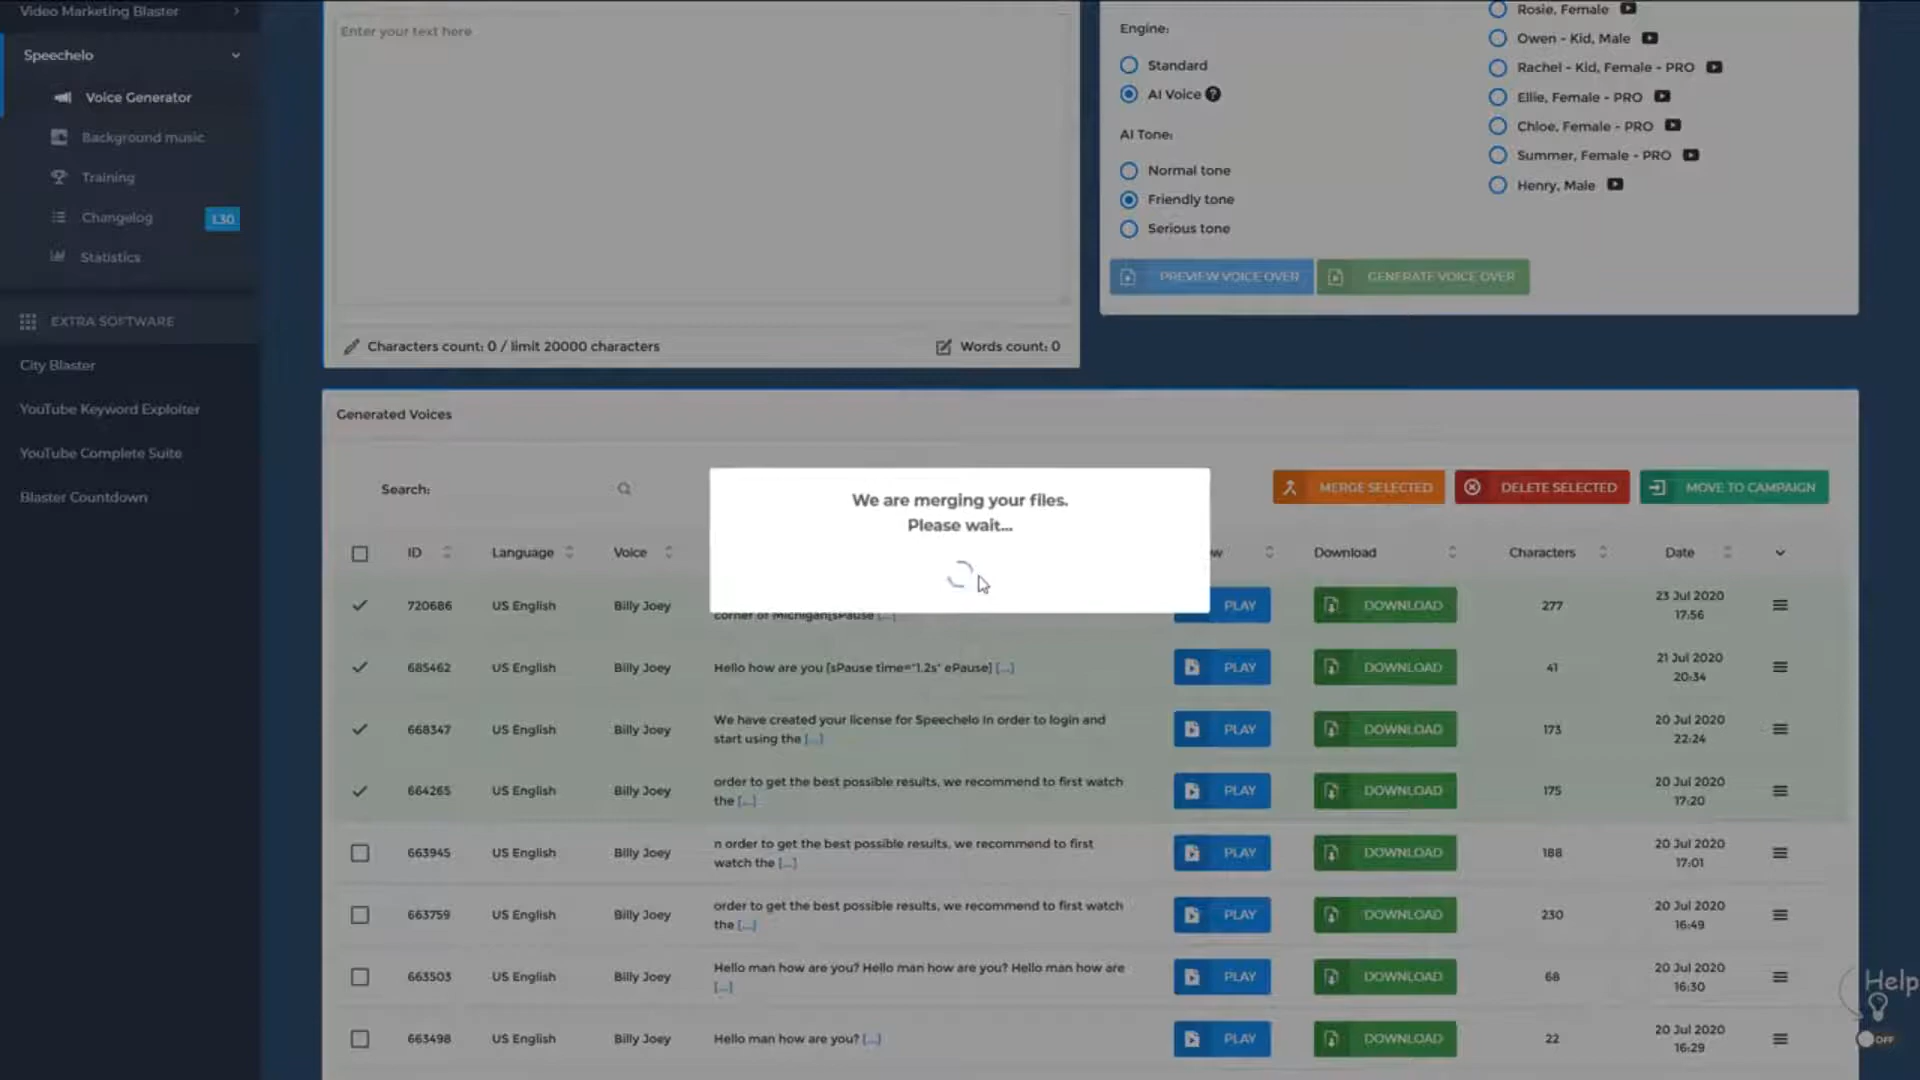 Video Marketing Blaster
Speechelo
Voice Generator
Background music
Training
Changelog
130
Statistics
EXTRA SOFTWARE
City Blaster
YouTube Keyword Exploiter
YouTube Complete Suite
Blaster Countdown
Enter your text here
Characters count: 0 / limit 20000 characters
Words count: 0
Engine:
Standard
AI Voice
AI Tone:
Normal tone
Friendly tone
Serious tone
Rosie, Female
Owen - Kid, Male
Rachel - Kid, Female - PRO
Ellie, Female - PRO
Chloe, Female - PRO
Summer, Female - PRO
Henry, Male
PREVIEW VOICE OVER
GENERATE VOICE OVER
Generated Voices
Search:
MERGE SELECTED
DELETE SELECTED
MOVE TO CAMPAIGN
We are merging your files.
Please wait...
ID Language Voice Download Characters Date
720686 US English Billy Joey corner of Michigan[sPause [...] PLAY DOWNLOAD 277 23 Jul 2020
17:56
685462 US English Billy Joey Hello how are you [sPause time="1.2s" ePause] [...] PLAY DOWNLOAD 41 21 Jul 2020
20:34
668347 US English Billy Joey We have created your license for Speechelo In order to login and PLAY DOWNLOAD 173 20 Jul 2020
start using the [...] 22:24
664265 US English Billy Joey order to get the best possible results, we recommend to first watch PLAY DOWNLOAD 175 20 Jul 2020
the [...] 17:20
663945 US English Billy Joey n order to get the best possible results, we recommend to first PLAY DOWNLOAD 188 20 Jul 2020
watch the [...] 17:01
663759 US English Billy Joey order to get the best possible results, we recommend to first watch PLAY DOWNLOAD 230 20 Jul 2020
the [...] 16:49
663503 US English Billy Joey Hello man how are you? Hello man how are you? Hello man how are PLAY DOWNLOAD 68 20 Jul 2020
[...] 16:30
663498 US English Billy Joey Hello man how are you? [...] PLAY DOWNLOAD 22 20 Jul 2020
16:29
Help
OFF